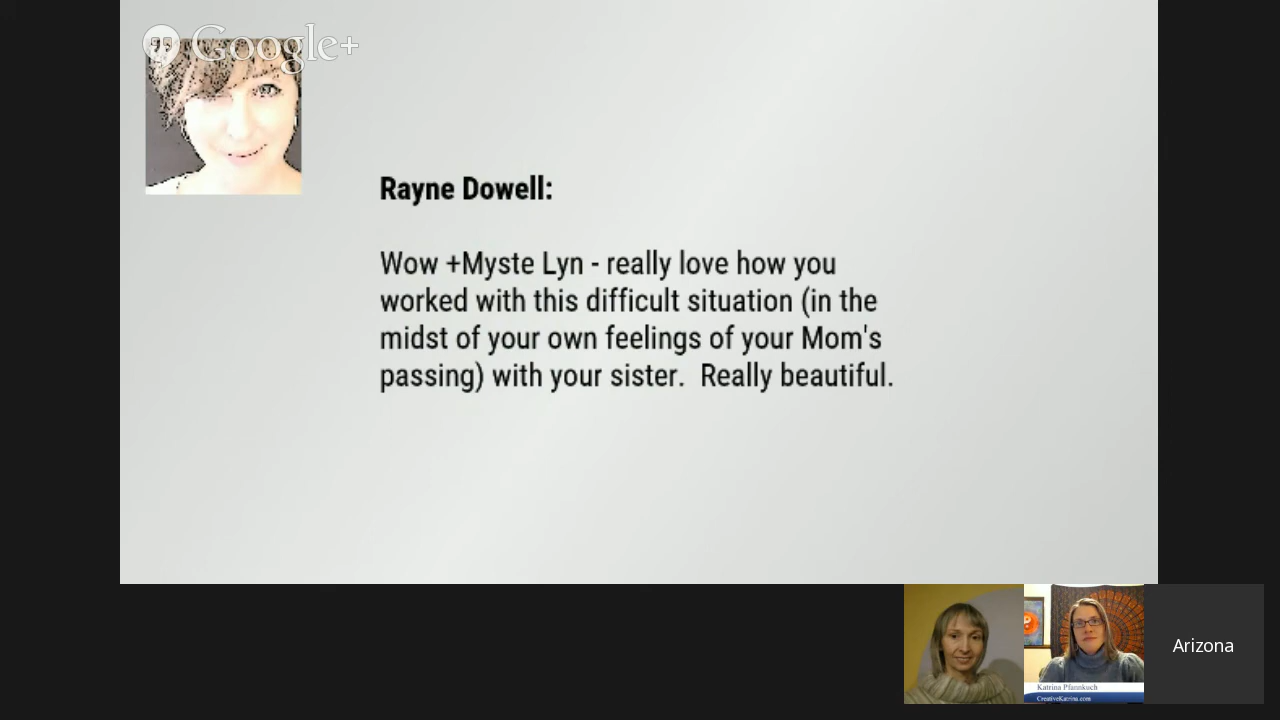 Google+
Rayne Dowell:
Wow +Myste Lyn - really love how you
worked with this difficult situation (in the
midst of your own feelings of your Mom's
passing) with your sister.  Really beautiful.
Arizona
Katrina Pfannkuch
CreativeKatrina.com